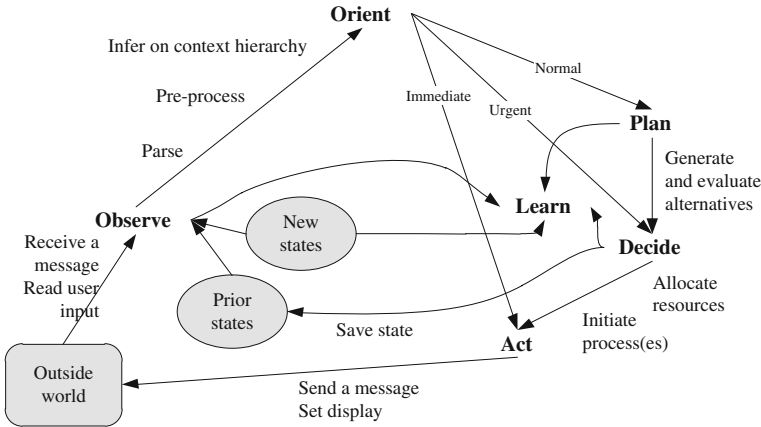 Orient
Infer on context hierarchy
Normal
Pre-process
Immediate
Urgent
Plan
Parse
Generate
and evaluate
alternatives
Learn
Observe
New
states
Decide
Receive a
message
Read user
input
Prior
states
Allocate
resources
Save state
Initiate
process(es)
Act
Outside
world
Send a message
Set display